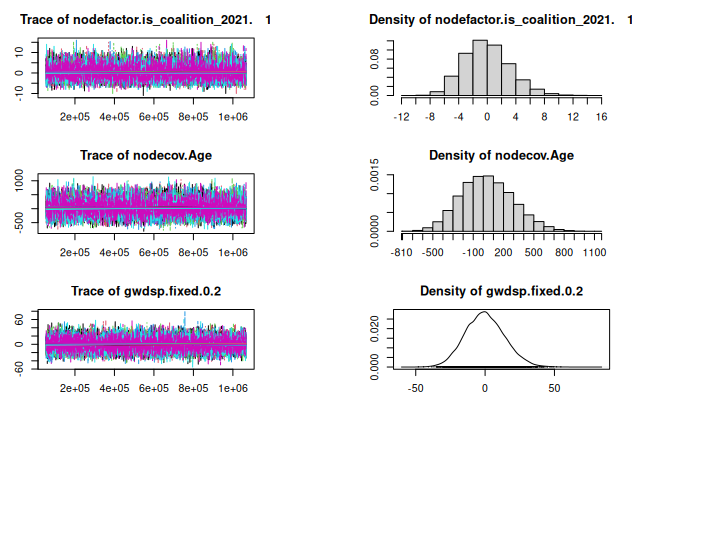 Trace of nodefactor.is_coalition_2021. 1
10
0
-10
2e+05 4e+05 6e+05 8e+05 1e+06
Density of nodefactor.is_coalition_2021. 1
0.08
0.00
-12 -8 -4 0 4 8 12 16
Trace of nodecov.Age
1000
-500
2e+05 4e+05 6e+05 8e+05 1e+06
Density of nodecov.Age
0.0015
0.0000
-810 -500 -100 200 500 800 1100
Trace of gwdsp.fixed.0.2
60
0
-60
2e+05 4e+05 6e+05 8e+05 1e+06
Density of gwdsp.fixed.0.2
0.020
0.000
-50 0 50